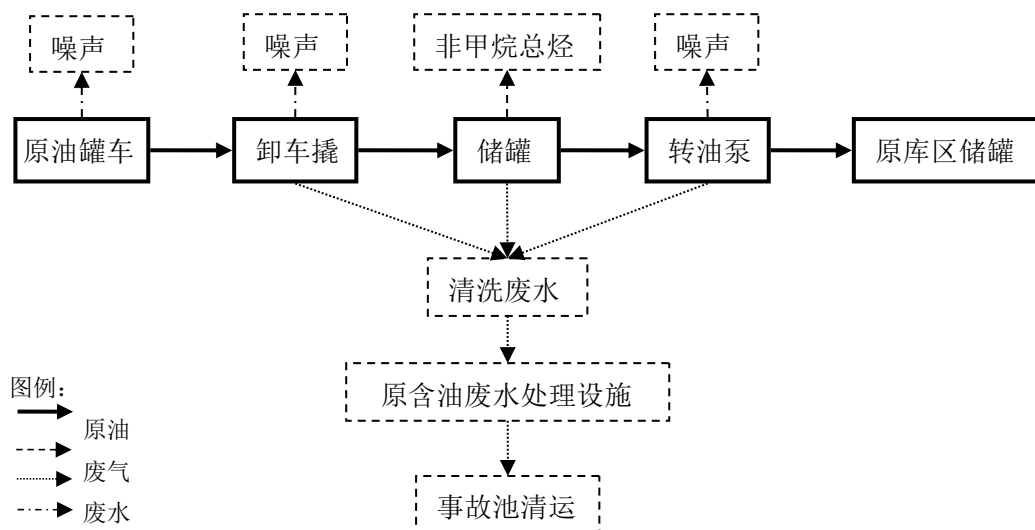 噪声
噪声
非甲烷总烃
噪声
原油罐车
卸车撬
储罐
转油泵
原库区储罐
清洗废水
原含油废水处理设施
事故池清运
图例：
原油
废气
废水